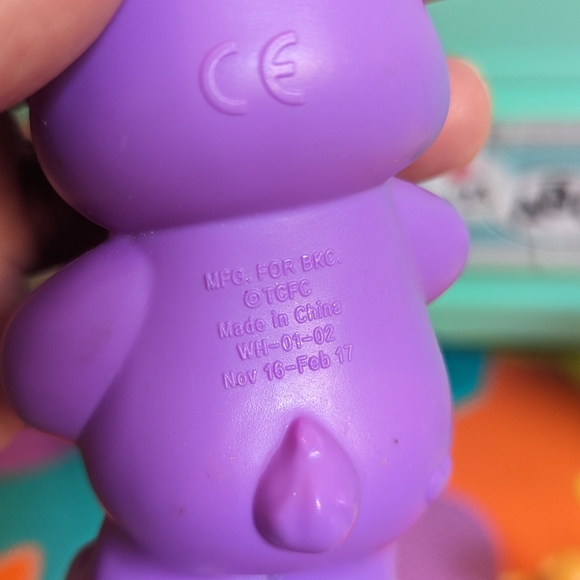 CE
MFG. FOR BKC.
©TCFC
Made in China
WH-01-02
Nov 16-Feb 17